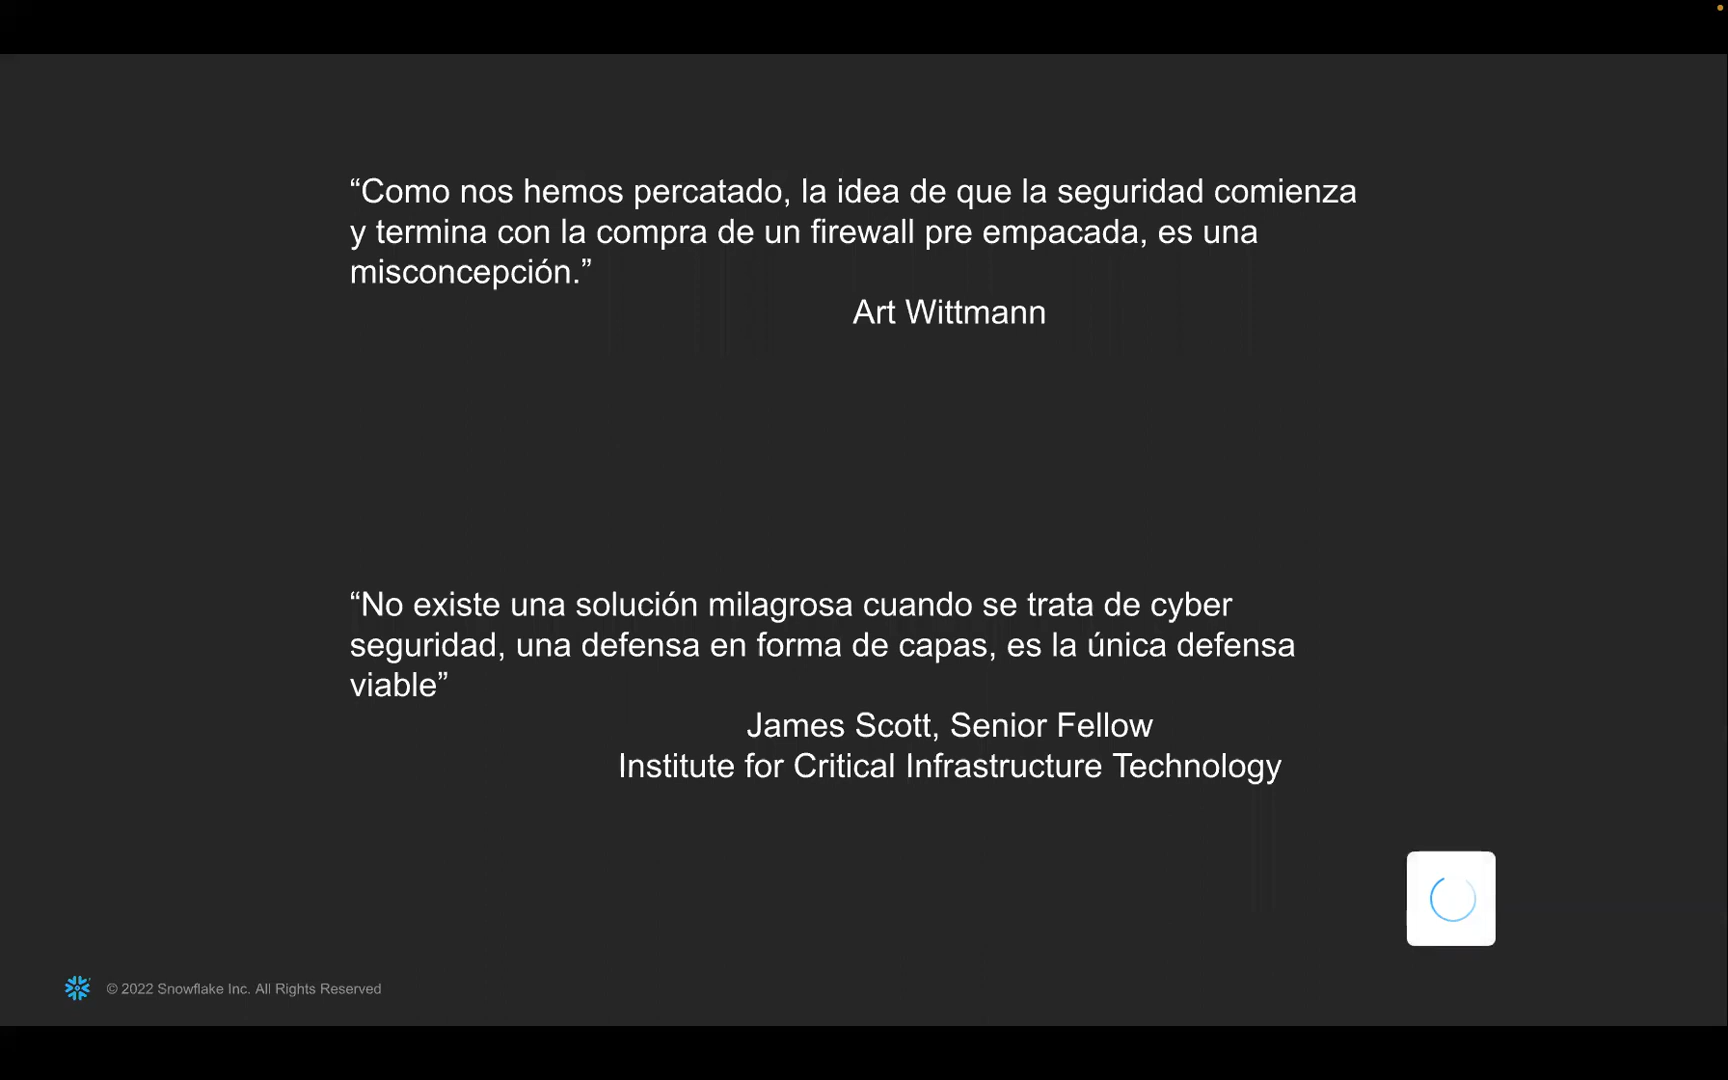 “Como nos hemos percatado, la idea de que la seguridad comienza
y termina con la compra de un firewall pre empacada, es una
misconcepción.”
Art Wittmann
“No existe una solución milagrosa cuando se trata de cyber
seguridad, una defensa en forma de capas, es la única defensa
viable”
James Scott, Senior Fellow
Institute for Critical Infrastructure Technology
© 2022 Snowflake Inc. All Rights Reserved